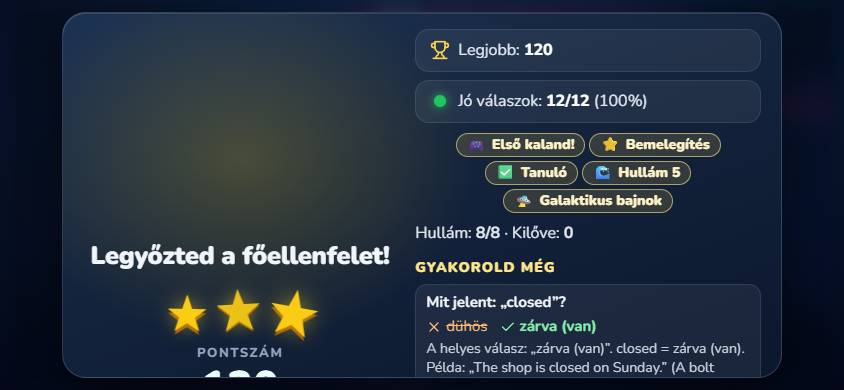 Legjobb: 120
Jó válaszok: 12/12 (100%)
Első kaland!
Bemelegítés
Tanuló
Hullám 5
Galaktikus bajnok
Hullám: 8/8 · Kilőve: 0
GYAKOROLD MÉG
Mit jelent: „closed”?
dühös
zárva (van)
A helyes válasz: „zárva (van)”. closed = zárva (van).
Példa: „The shop is closed on Sunday.” (A bolt
Legyőzted a főellenfelet!
PONTSZÁM